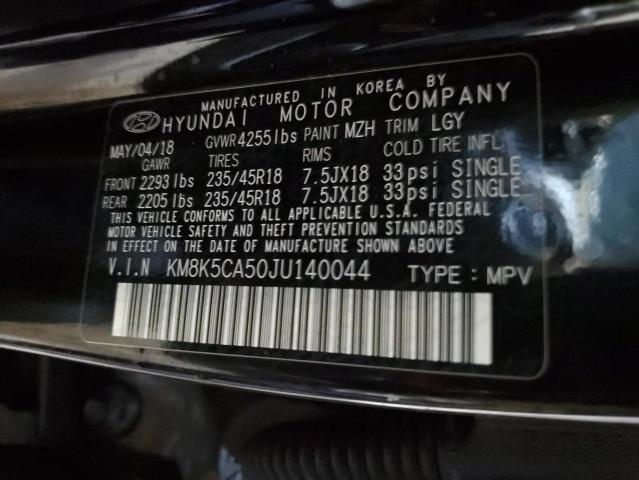 MANUFACTURED IN KOREA BY
HYUNDAI MOTOR COMPANY
MAY/04/18 GVWR 4255lbs PAINT MZH TRIM LGY
GAWR TIRES RIMS COLD TIRE INFL
FRONT 2293 lbs 235/45R18 7.5JX18 33psi SINGLE
REAR 2205 lbs 235/45R18 7.5JX18 33psi SINGLE
THIS VEHICLE CONFORMS TO ALL APPLICABLE U.S.A. FEDERAL
MOTOR VEHICLE SAFETY AND THEFT PREVENTION STANDARDS
IN EFFECT ON THE DATE OF MANUFACTURE SHOWN ABOVE.
V.I.N KM8K5CA50JU140044 TYPE : MPV